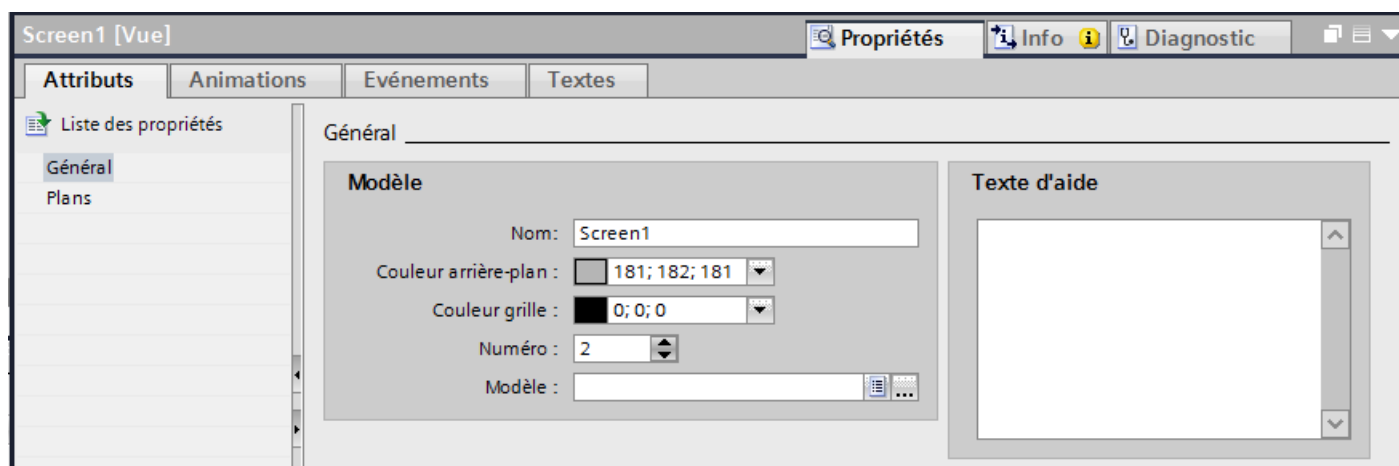 Screen1 [Vue]
Propriétés
Info
Diagnostic
Attributs
Animations
Evénements
Textes
Liste des propriétés
Général
Plans
Général
Modèle
Nom:
Screen1
Couleur arrière-plan :
181; 182; 181
Couleur grille :
0; 0; 0
Numéro :
2
Modèle :
...
Texte d'aide